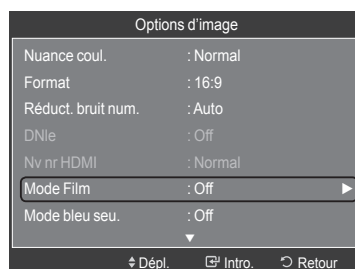 Options d’image
Nuance coul. : Normal
Format : 16:9
Réduct. bruit num. : Auto
DNIe : Off
Nv nr HDMI : Normal
Mode Film : Off
Mode bleu seu. : Off
Dépl. Intro. Retour